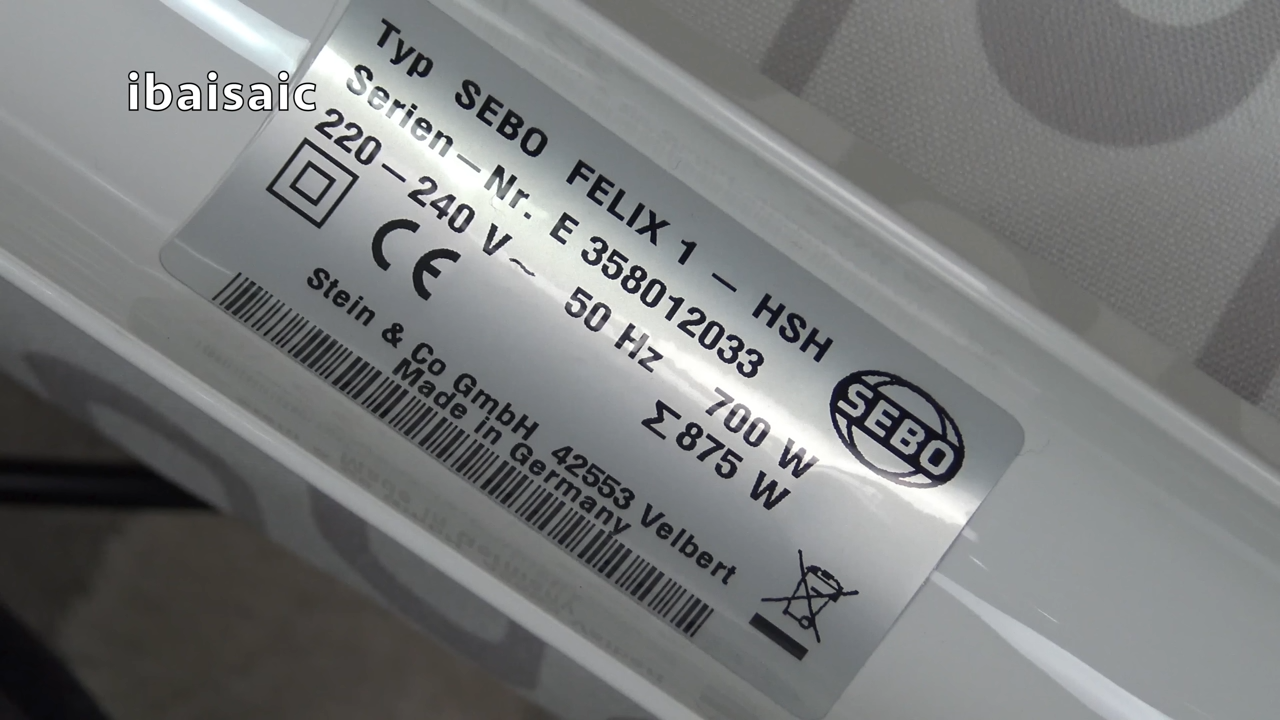 ibaisaic
Typ SEBO FELIX 1 – HSH
Serien–Nr. E 358012033
220–240 V~ 50 Hz 700 W
Σ 875 W
CE
SEBO
Stein & Co GmbH 42553 Velbert
Made in Germany